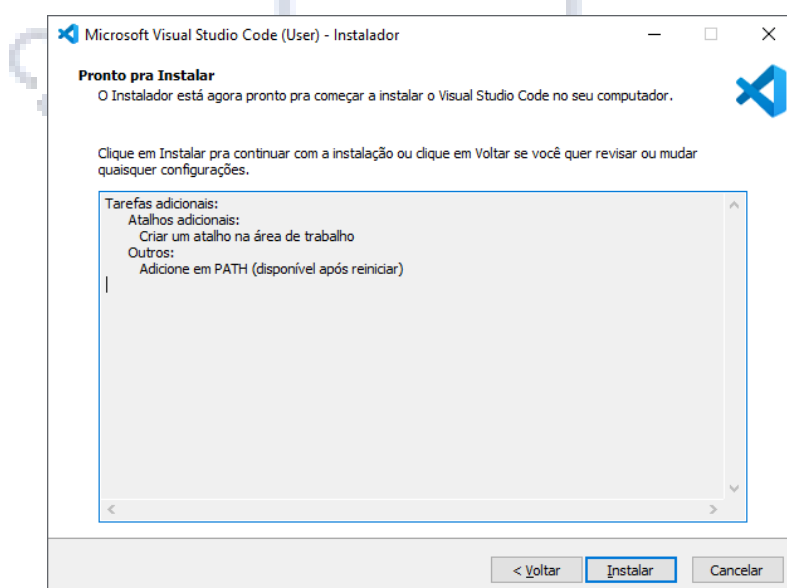 Microsoft Visual Studio Code (User) - Instalador
Pronto pra Instalar
O Instalador está agora pronto pra começar a instalar o Visual Studio Code no seu computador.
Clique em Instalar pra continuar com a instalação ou clique em Voltar se você quer revisar ou mudar
quaisquer configurações.
Tarefas adicionais:
Atalhos adicionais:
Criar um atalho na área de trabalho
Outros:
Adicione em PATH (disponível após reiniciar)
< Voltar
Instalar
Cancelar